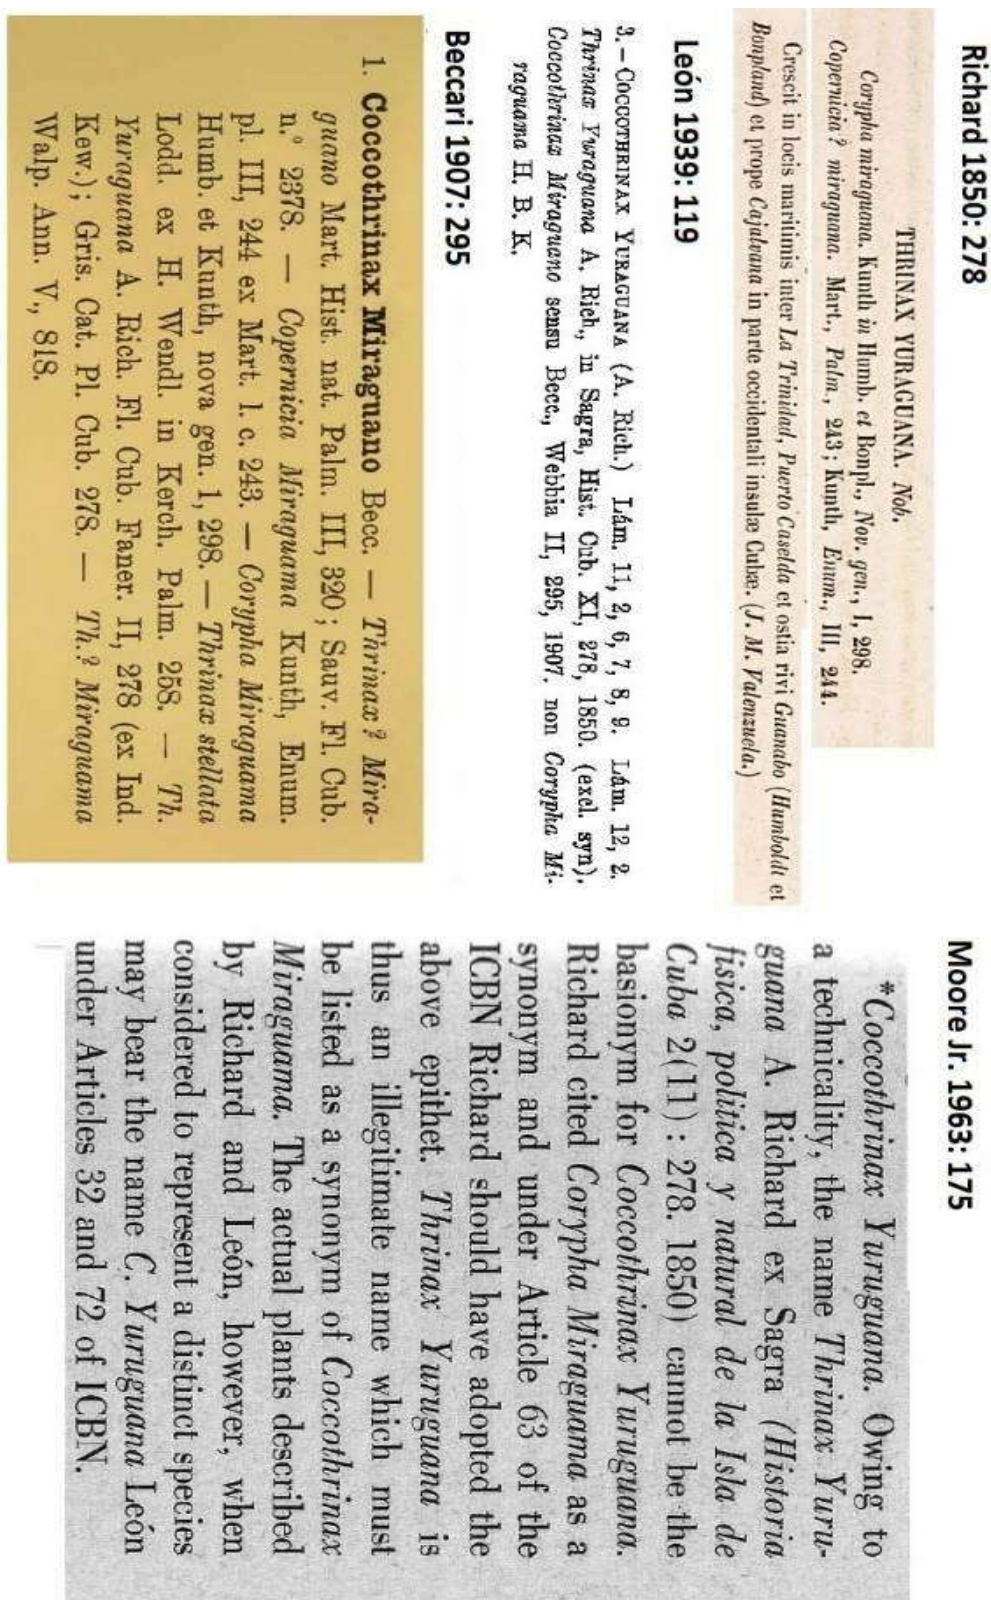 Richard 1850: 278
THRINAX YURAGUANA. Nob.
Corypha miraguana. Kunth in Humb. et Bonpl., Nov. gen., I, 298.
Copernicia? miraguana. Mart., Palm., 243; Kunth, Enum., III, 244.
Crescit in locis maritimis inter La Trinidad, Puerto Caselda et ostia rivi Guanabo (Humboldt et
Bonpland) et prope Cajalvana in parte occidentali insulæ Cubæ. (J. M. Valenzuela.)
León 1939: 119
3.—COCCOTHRINAX YURAGUANA (A. Rich.) Lám. 11, 2, 6, 7, 8, 9. Lám. 12, 2.
Thrinax Yuraguana A. Rich., in Sagra, Hist. Cub. XI, 278, 1850. (excl. syn).
Coccothrinax Miraguano sensu Becc., Webbia II, 295, 1907. non Corypha Mi-
raguama H. B. K.
Beccari 1907: 295
1. Coccothrinax Miraguano Becc. — Thrinax? Mira-
guano Mart. Hist. nat. Palm. III, 320; Sauv. Fl. Cub.
n.° 2378. — Copernicia Miraguama Kunth, Enum.
pl. III, 244 ex Mart. l. c. 243. — Corypha Miraguama
Humb. et Kunth, nova gen. 1, 298. — Thrinax stellata
Lodd. ex H. Wendl. in Kerch. Palm. 258. — Th.
Yuraguana A. Rich. Fl. Cub. Faner. II, 278 (ex Ind.
Kew.); Gris. Cat. Pl. Cub. 278. — Th.? Miraguama
Walp. Ann. V., 818.
Moore Jr. 1963: 175
*Coccothrinax Yuruguana. Owing to
a technicality, the name Thrinax Yuru-
guana A. Richard ex Sagra (Historia
fisica, politica y natural de la Isla de
Cuba 2(11): 278. 1850) cannot be the
basionym for Coccothrinax Yuruguana.
Richard cited Corypha Miraguama as a
synonym and under Article 63 of the
ICBN Richard should have adopted the
above epithet. Thrinax Yuruguana is
thus an illegitimate name which must
be listed as a synonym of Coccothrinax
Miraguama. The actual plants described
by Richard and León, however, when
considered to represent a distinct species
may bear the name C. Yuruguana León
under Articles 32 and 72 of ICBN.